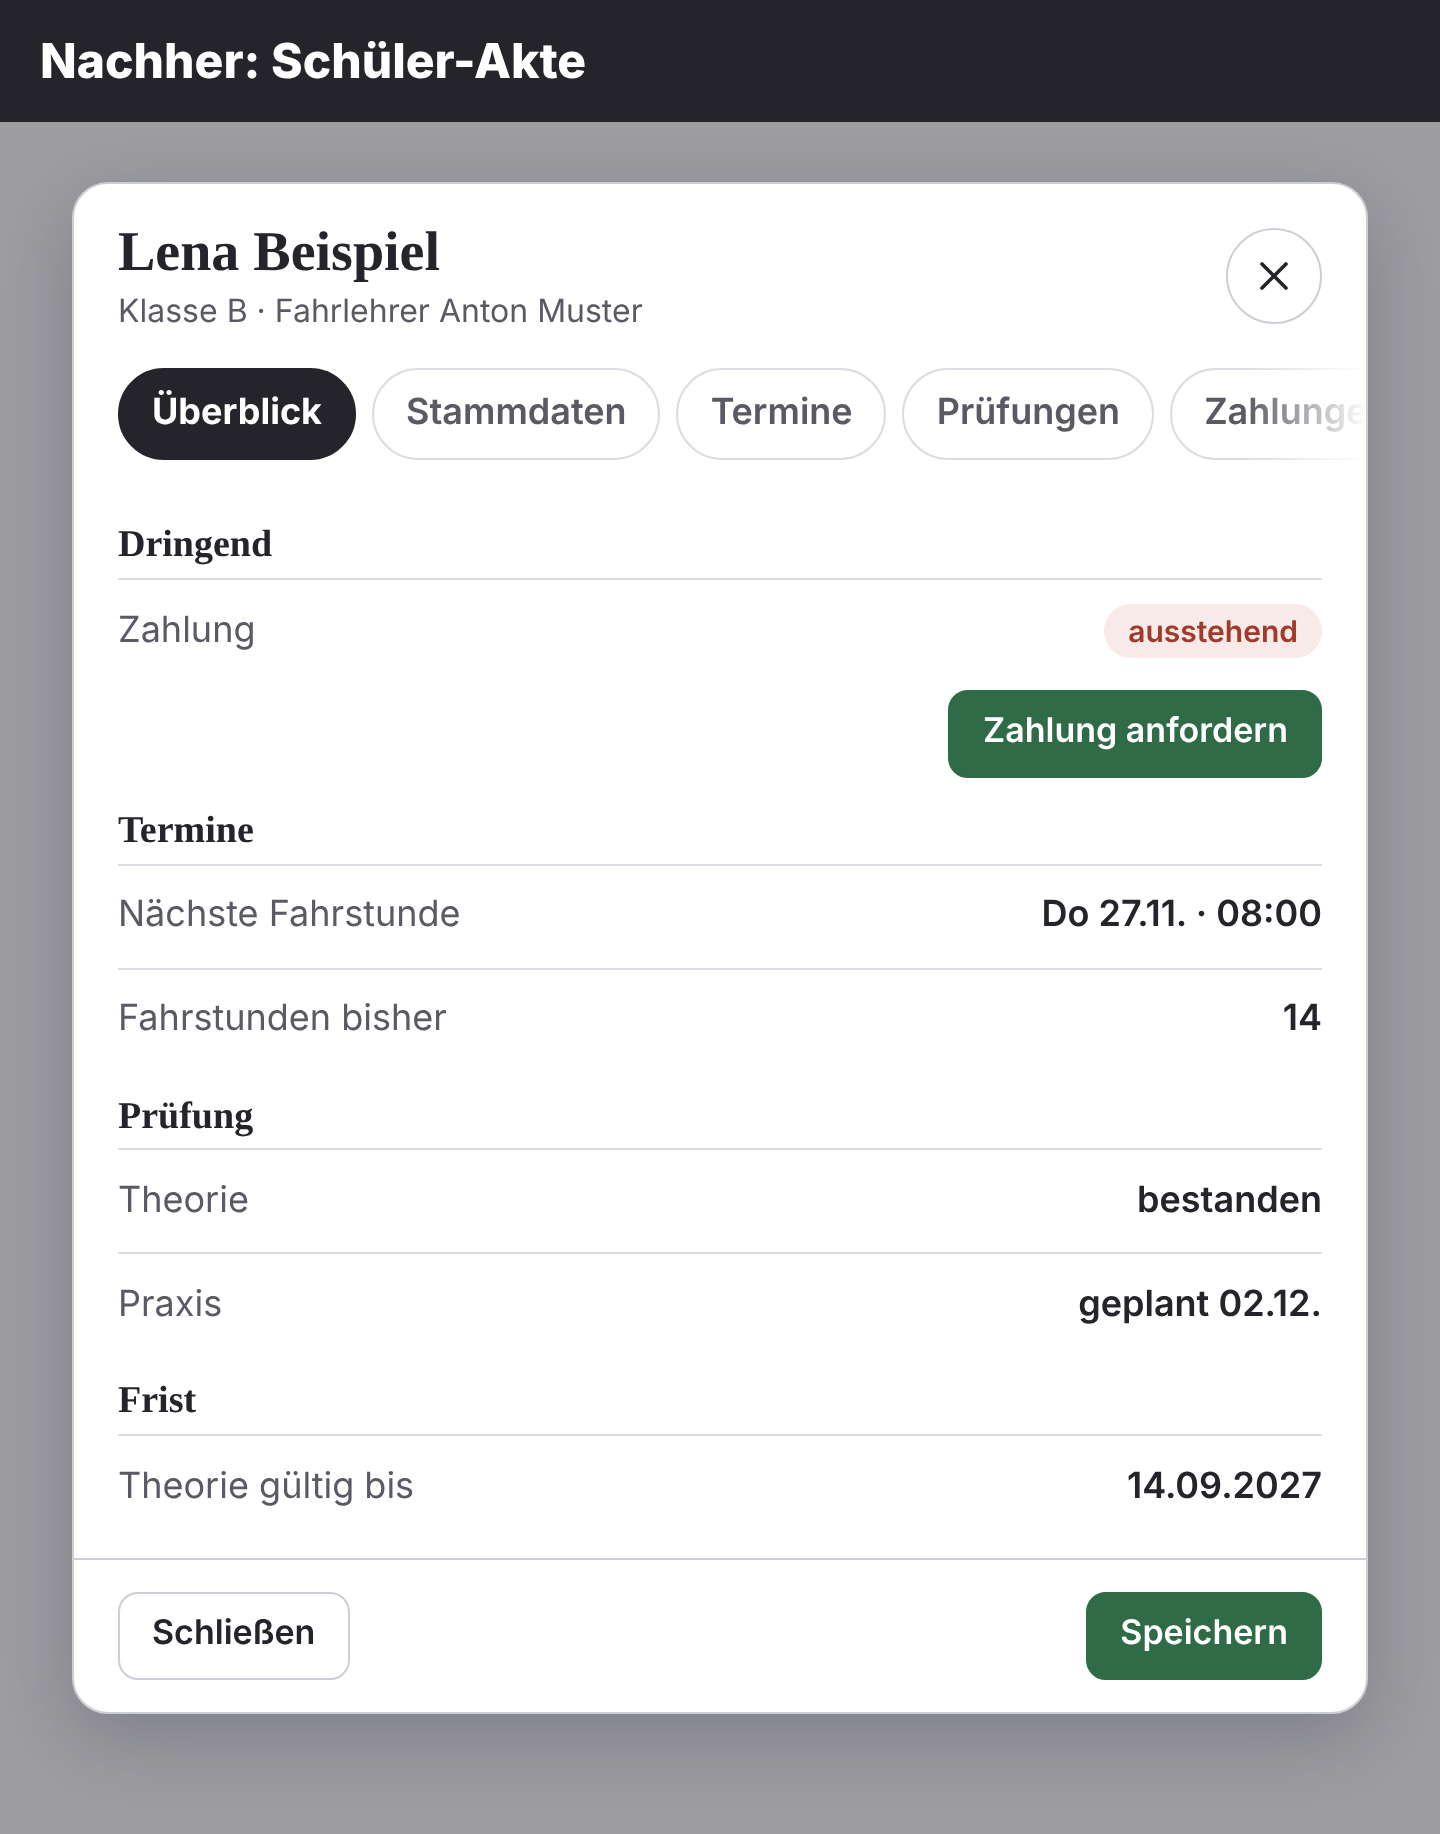 Nachher: Schüler-Akte
Lena Beispiel
Klasse B · Fahrlehrer Anton Muster
Überblick
Stammdaten
Termine
Prüfungen
Zahlunge
Dringend
Zahlung
ausstehend
Zahlung anfordern
Termine
Nächste Fahrstunde
Do 27.11. · 08:00
Fahrstunden bisher
14
Prüfung
Theorie
bestanden
Praxis
geplant 02.12.
Frist
Theorie gültig bis
14.09.2027
Schließen
Speichern